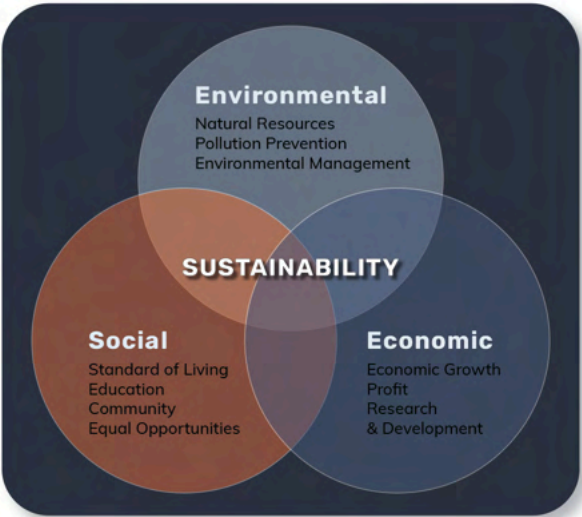 Environmental
Natural Resources
Pollution Prevention
Environmental Management
SUSTAINABILITY
Social
Standard of Living
Education
Community
Equal Opportunities
Economic
Economic Growth
Profit
Research
& Development